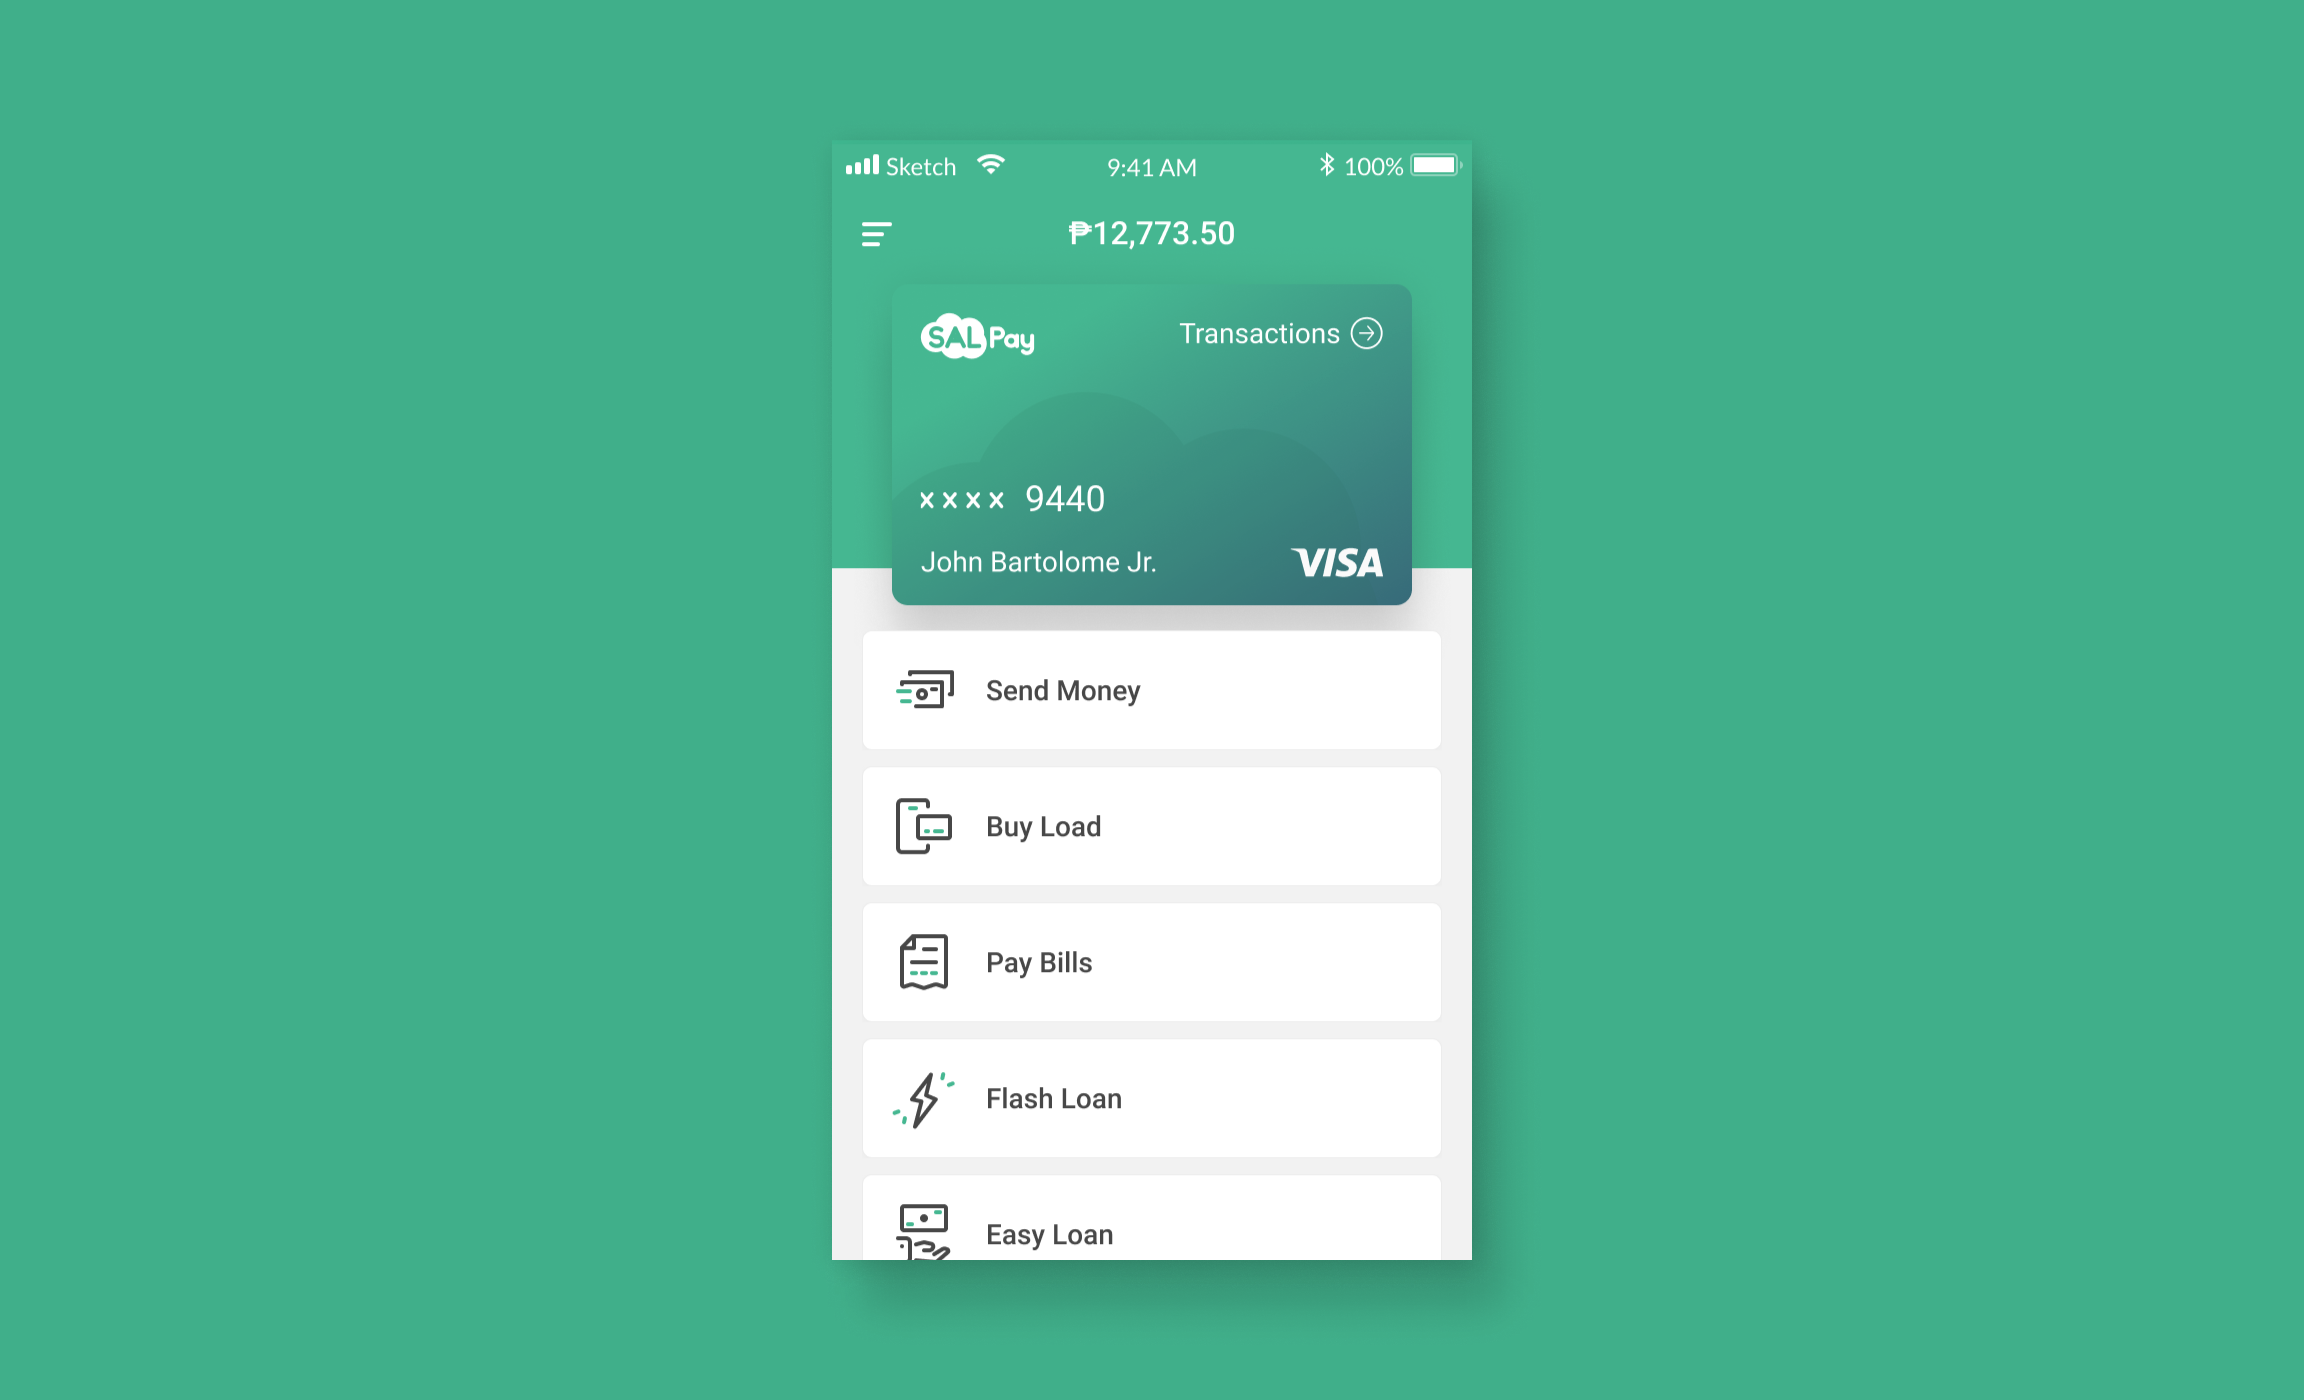 Sketch 9:41 AM 100%
₱12,773.50
SAL Pay Transactions
×××× 9440
John Bartolome Jr. VISA
Send Money
Buy Load
Pay Bills
Flash Loan
Easy Loan